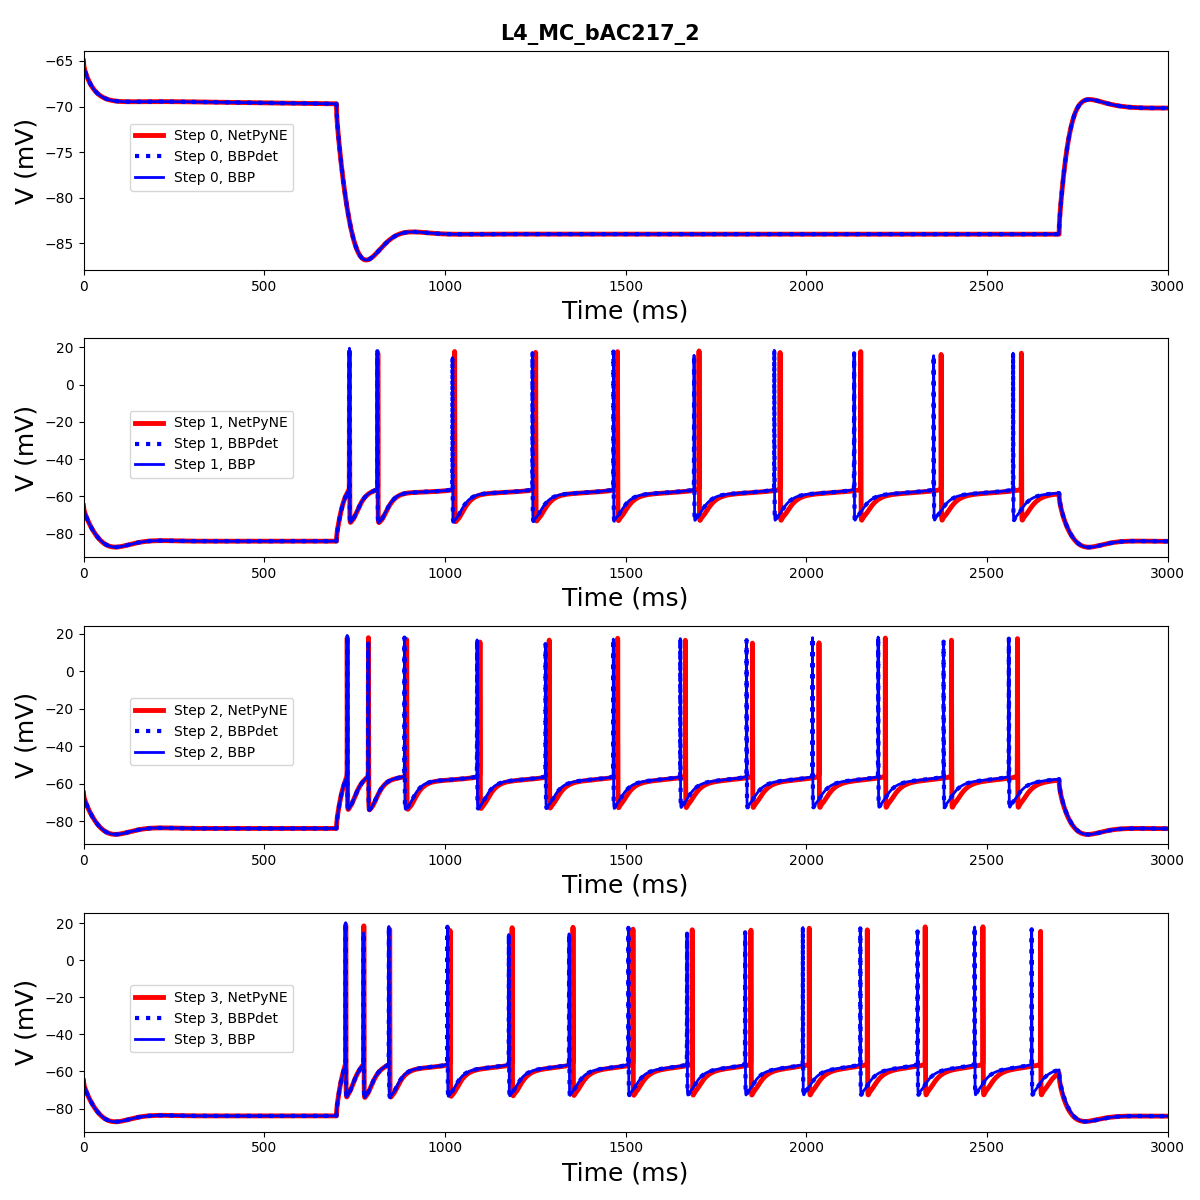 L4_MC_bAC217_2
−65
−70
−75
−80
−85
V (mV)
Step 0, NetPyNE
Step 0, BBPdet
Step 0, BBP
0 500 1000 1500 2000 2500 3000
Time (ms)
20
0
−20
−40
−60
−80
V (mV)
Step 1, NetPyNE
Step 1, BBPdet
Step 1, BBP
0 500 1000 1500 2000 2500 3000
Time (ms)
20
0
−20
−40
−60
−80
V (mV)
Step 2, NetPyNE
Step 2, BBPdet
Step 2, BBP
0 500 1000 1500 2000 2500 3000
Time (ms)
20
0
−20
−40
−60
−80
V (mV)
Step 3, NetPyNE
Step 3, BBPdet
Step 3, BBP
0 500 1000 1500 2000 2500 3000
Time (ms)